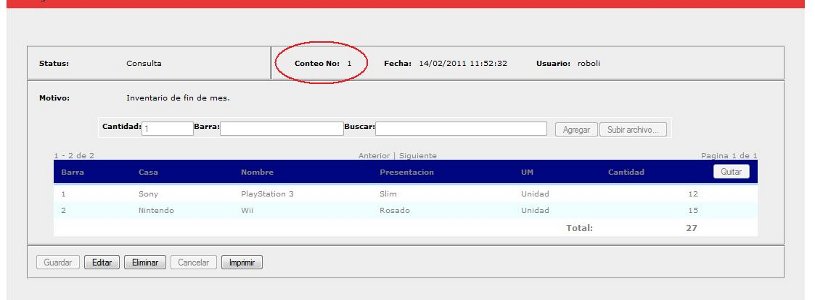 Status: Consulta Conteo No: 1 Fecha: 14/02/2011 11:52:32 Usuario: roboli
Motivo: Inventario de fin de mes.
Cantidad: 1 Barra: Buscar: Agregar Subir archivo...
1 - 2 de 2 Anterior | Siguiente Pagina 1 de 1
Barra Casa Nombre Presentacion UM Cantidad Quitar
1 Sony PlayStation 3 Slim Unidad 12
2 Nintendo Wii Rosado Unidad 15
Total: 27
Guardar Editar Eliminar Cancelar Imprimir